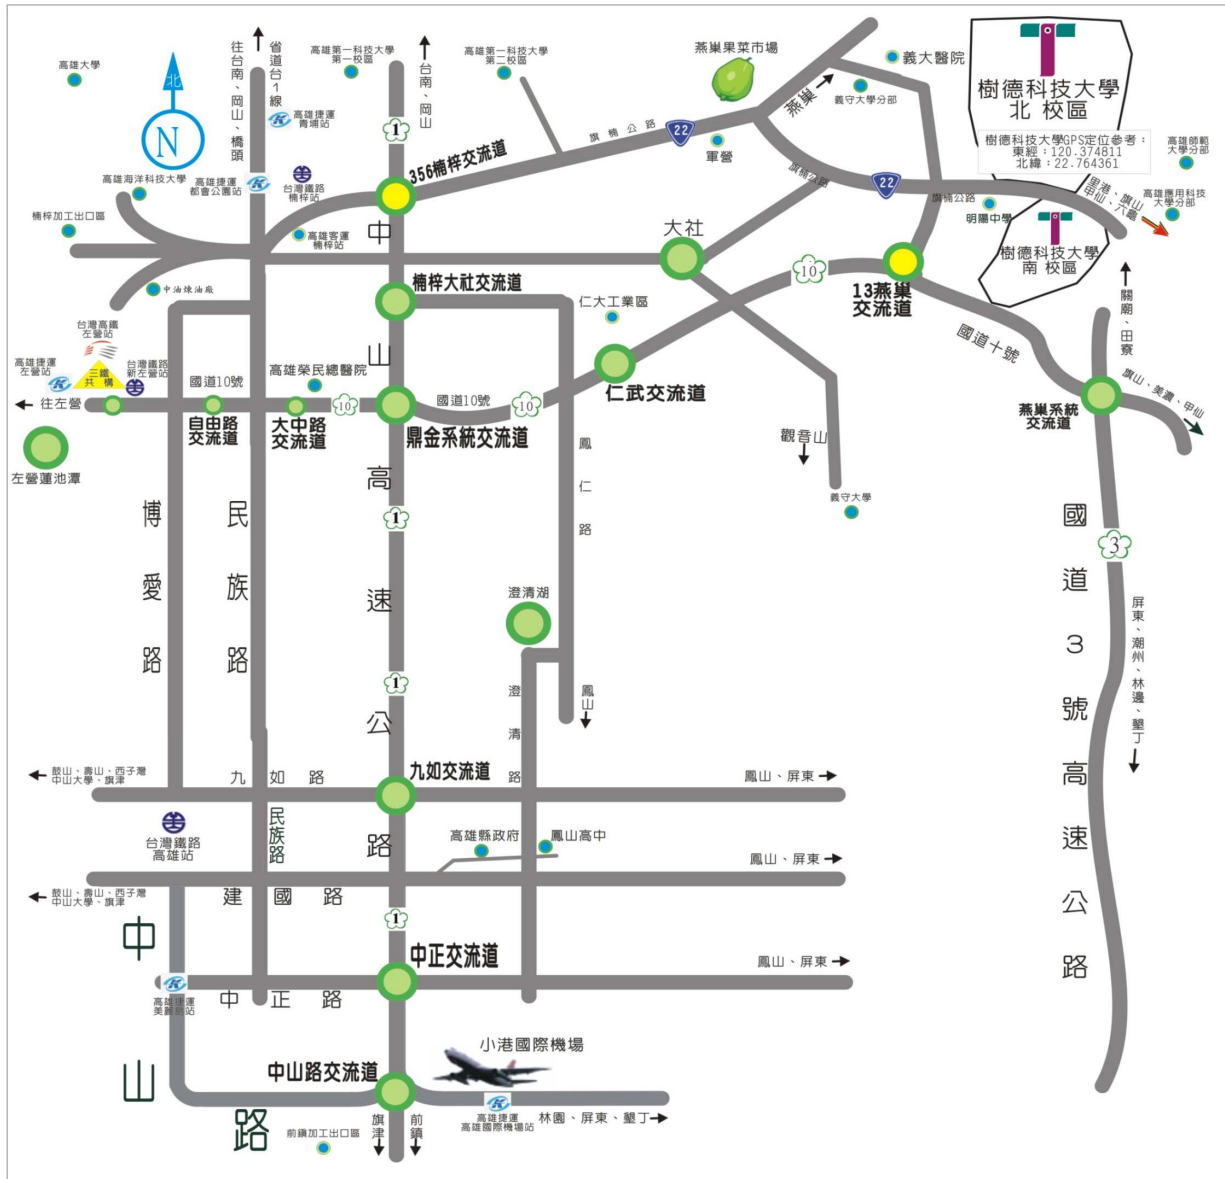 往台南、岡山、橋頭
省道台1線
高雄第一科技大學
第一校區
台南、岡山
高雄第一科技大學
第二校區
燕巢果菜市場
義大醫院
高雄大學
北
N
高雄捷運
青埔站
1
356楠梓交流道
旗楠公路
22
軍營
燕巢
義守大學分部
樹德科技大學
北 校區
樹德科技大學GPS定位參考：
東經：120.374811
北緯：22.764361
高雄師範
大學分部
高雄海洋科技大學
高雄捷運
都會公園站
台灣鐵路
楠梓站
旗楠公路
22
旗楠公路
明陽中學
里港、旗山
甲仙、六龜
高雄應用科技
大學分部
楠梓加工出口區
高雄客運
楠梓站
中山高速公路
大社
樹德科技大學
南 校區
中油煉油廠
楠梓大社交流道
仁大工業區
10
13燕巢
交流道
關廟、田寮
台灣高鐵
左營站
高雄捷運
左營站
三鐵
共構
台灣鐵路
新左營站
國道10號
高雄榮民總醫院
國道10號
仁武交流道
國道十號
旗山、美濃、甲仙
往左營
自由路
交流道
大中路
交流道
10
鼎金系統交流道
10
燕巢系統
交流道
左營蓮池潭
觀音山
鳳仁路
義守大學
博愛路
民族路
1
國道3號高速公路
3
澄清湖
屏東、潮州、林邊、墾丁
1
澄清路
鳳山
鼓山、壽山、西子灣
中山大學、旗津
九如路
九如交流道
鳳山、屏東
台灣鐵路
高雄站
民族路
高雄縣政府
鳳山高中
鳳山、屏東
鼓山、壽山、西子灣
中山大學、旗津
建國路
1
中山路
中正交流道
鳳山、屏東
高雄捷運
美麗島站
中正路
小港國際機場
中山路交流道
高雄捷運
高雄國際機場站
林園、屏東、墾丁
前鎮加工出口區
旗津
前鎮